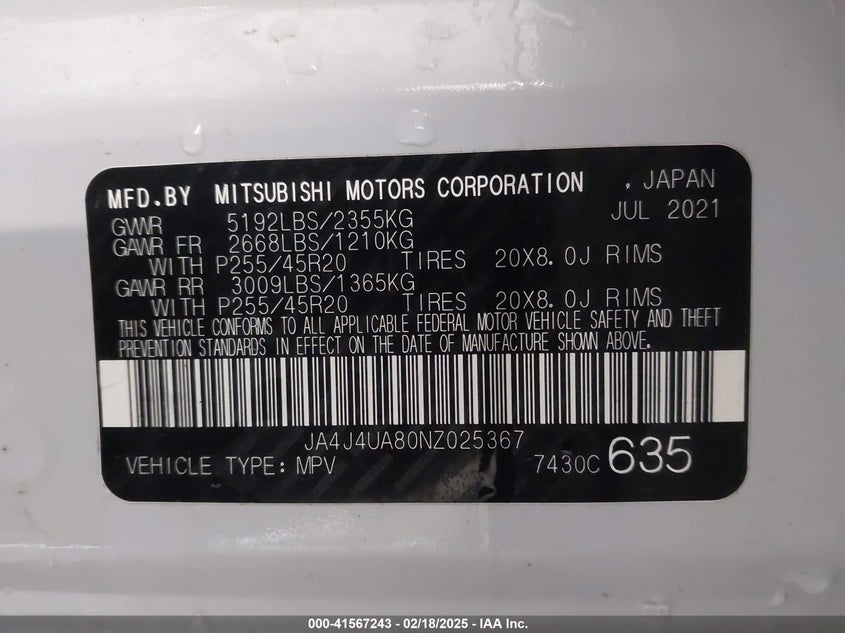 MFD.BY MITSUBISHI MOTORS CORPORATION , JAPAN
GVWR 5192LBS/2355KG JUL 2021
GAWR FR 2668LBS/1210KG
WITH P255/45R20 TIRES 20X8.0J RIMS
GAWR RR 3009LBS/1365KG
WITH P255/45R20 TIRES 20X8.0J RIMS
THIS VEHICLE CONFORMS TO ALL APPLICABLE FEDERAL MOTOR VEHICLE SAFETY AND THEFT
PREVENTION STANDARDS IN EFFECT ON THE DATE OF MANUFACTURE SHOWN ABOVE.
JA4J4UA80NZ025367
VEHICLE TYPE: MPV 7430C 635
000-41567243 - 02/18/2025 - IAA Inc.